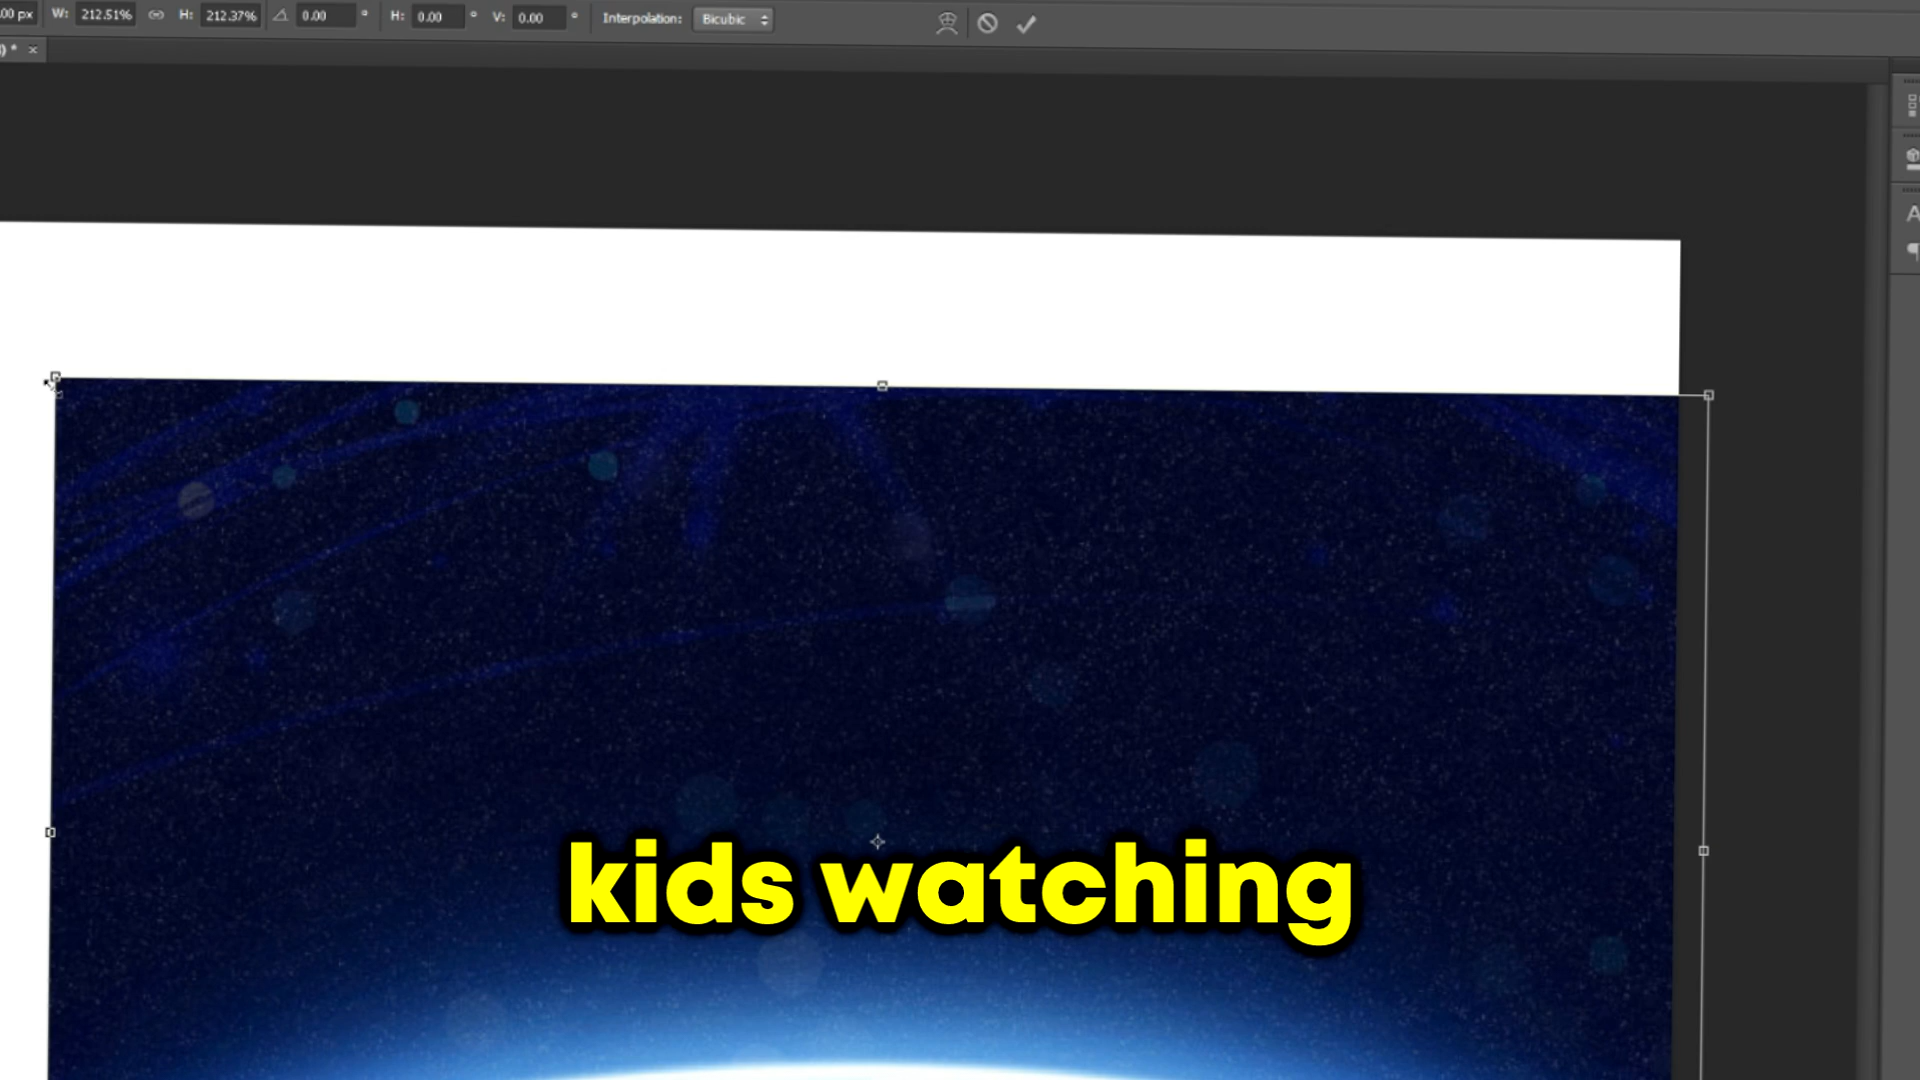 00 px W: 212.51% H: 212.37% 0.00 ° H: 0.00 ° V: 0.00 ° Interpolation: Bicubic
) * ×
A
¶
kids watching